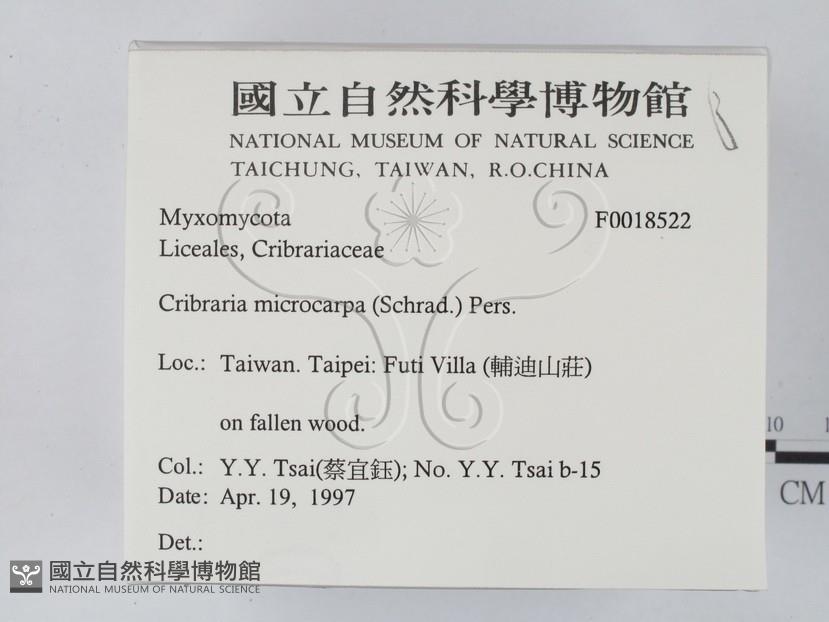 國立自然科學博物館
NATIONAL MUSEUM OF NATURAL SCIENCE
TAICHUNG, TAIWAN, R.O.CHINA
Myxomycota F0018522
Liceales, Cribrariaceae
Cribraria microcarpa (Schrad.) Pers.
Loc.: Taiwan. Taipei: Futi Villa (輔迪山莊)
on fallen wood.
Col.: Y.Y. Tsai(蔡宜鈺); No. Y.Y. Tsai b-15
Date: Apr. 19, 1997
Det.:
10
CM
國立自然科學博物館
NATIONAL MUSEUM OF NATURAL SCIENCE